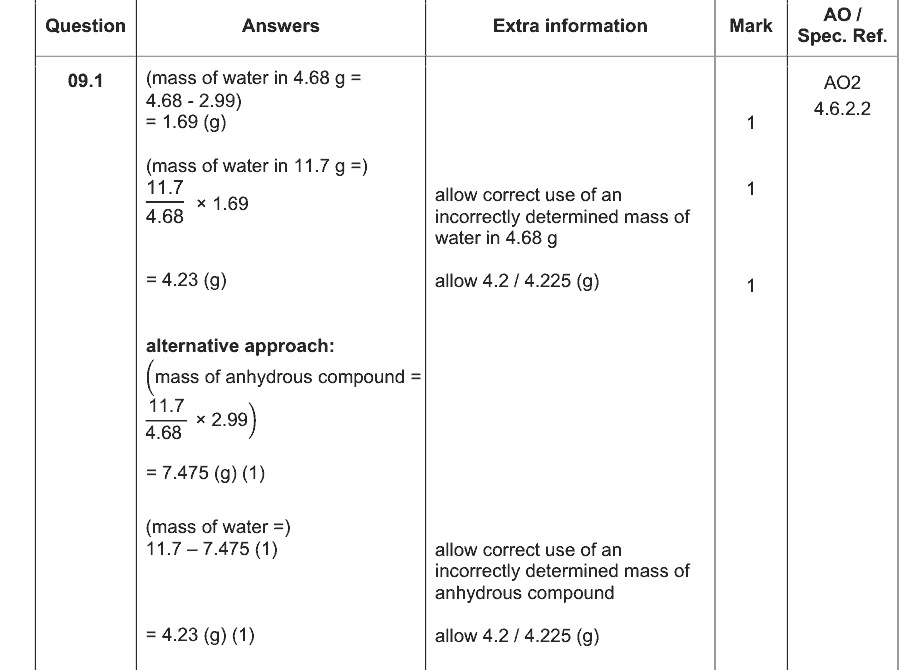 Question Answers Extra information Mark AO /
Spec. Ref.
09.1 (mass of water in 4.68 g = AO2
4.68 - 2.99) 4.6.2.2
= 1.69 (g) 1
(mass of water in 11.7 g =)
11.7
4.68
× 1.69 allow correct use of an 1
incorrectly determined mass of
water in 4.68 g
= 4.23 (g) allow 4.2 / 4.225 (g) 1
alternative approach:
(mass of anhydrous compound =
11.7
4.68
× 2.99)
= 7.475 (g) (1)
(mass of water =)
11.7 – 7.475 (1) allow correct use of an
incorrectly determined mass of
anhydrous compound
= 4.23 (g) (1) allow 4.2 / 4.225 (g)